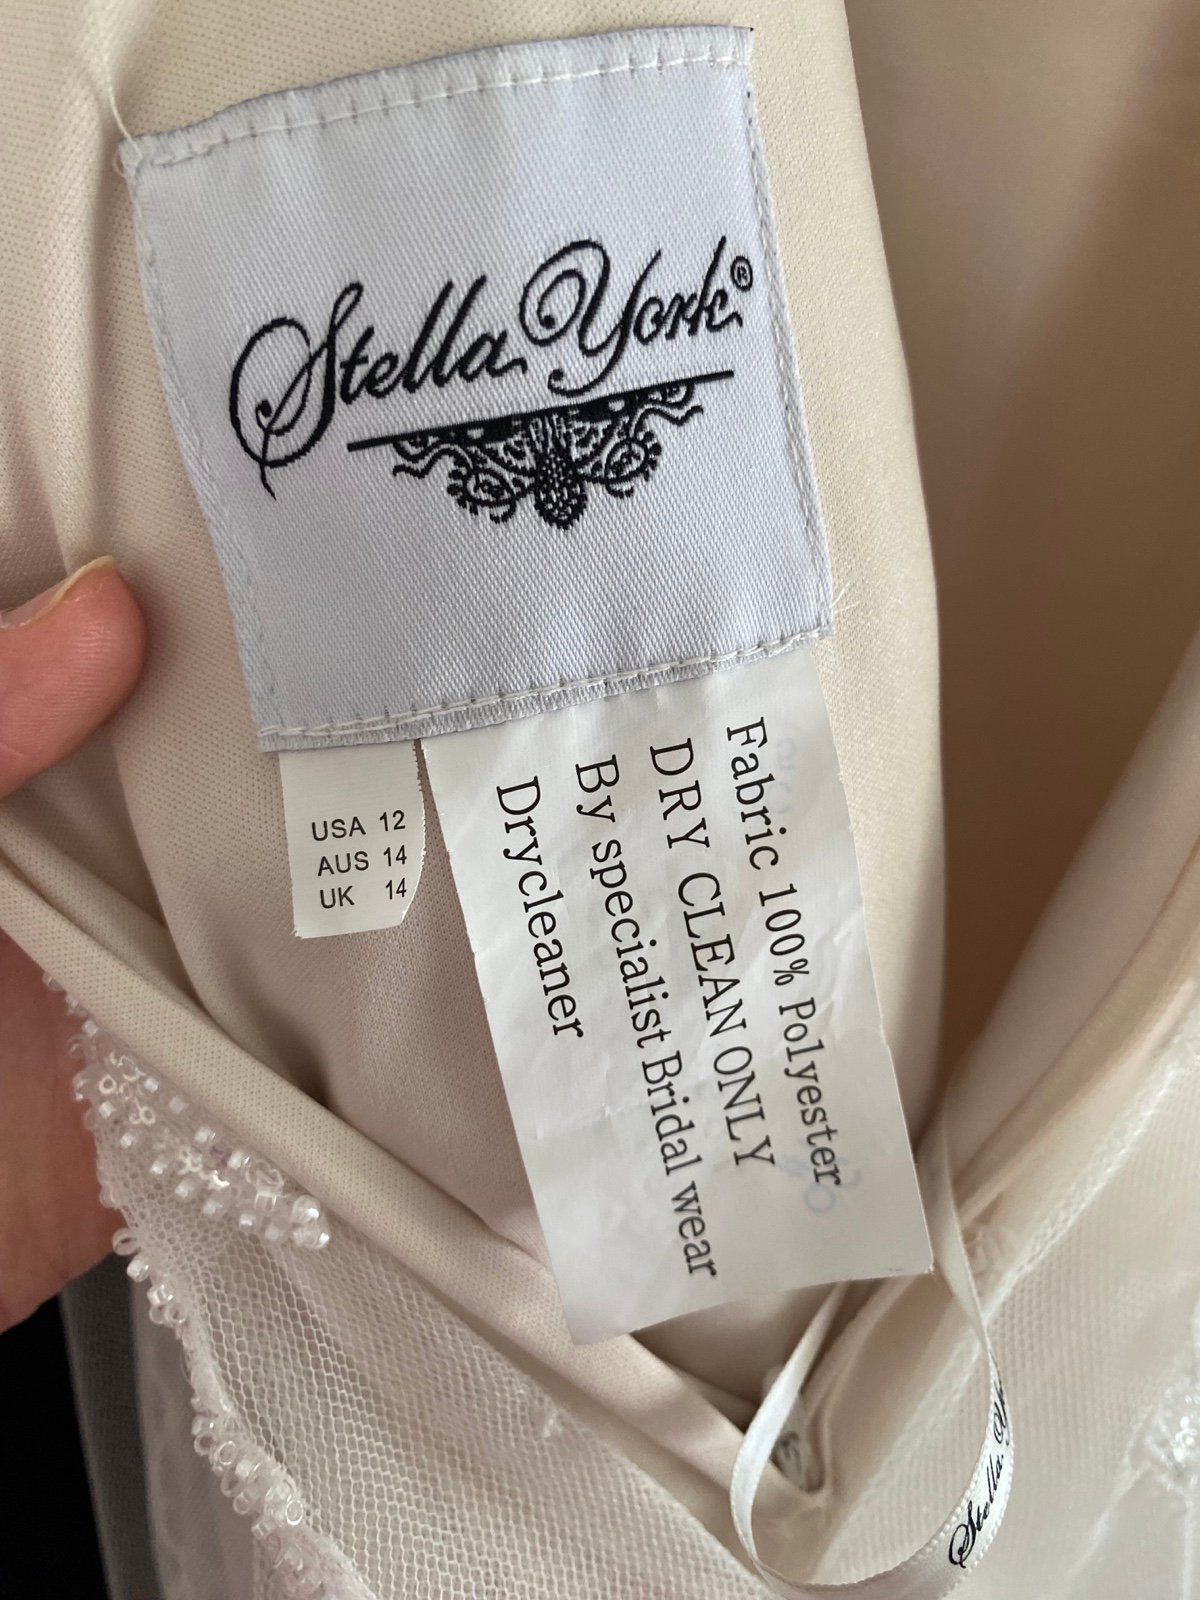 Stella York®
USA 12
AUS 14
UK 14
Fabric 100% Polyester
DRY CLEAN ONLY
By specialist Bridal wear
Drycleaner
Stella